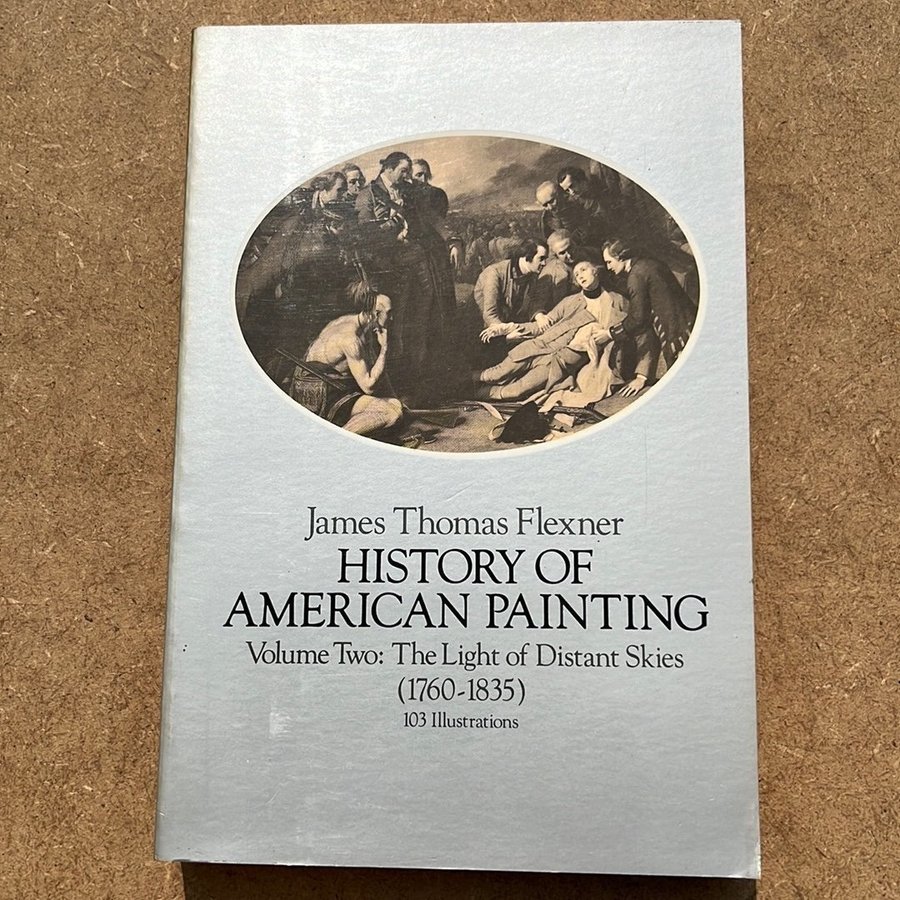 James Thomas Flexner
HISTORY OF
AMERICAN PAINTING
Volume Two: The Light of Distant Skies
(1760-1835)
103 Illustrations